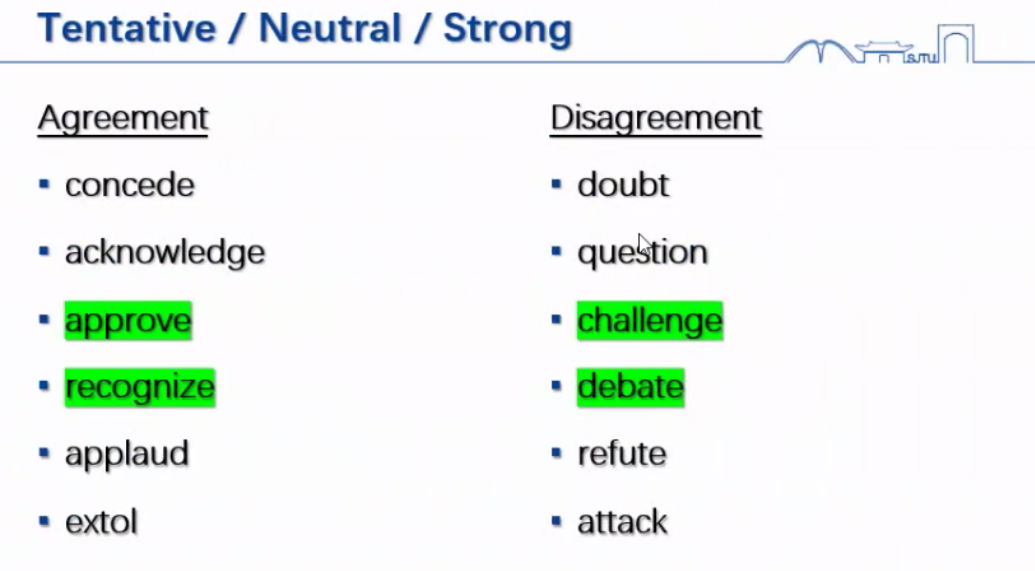 Tentative / Neutral / Strong
Agreement
▪ concede
▪ acknowledge
▪ approve
▪ recognize
▪ applaud
▪ extol
Disagreement
▪ doubt
▪ question
▪ challenge
▪ debate
▪ refute
▪ attack